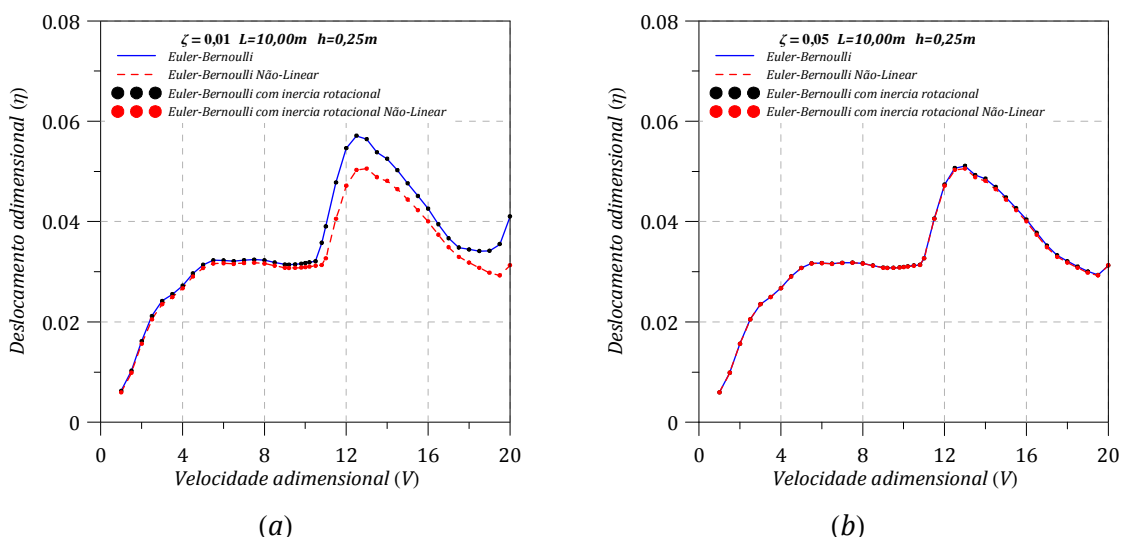 0.08
0.06
0.04
0.02
0
Deslocamento adimensional (η)
ζ = 0,01 L=10,00m h=0,25m
Euler-Bernoulli
Euler-Bernoulli Não-Linear
Euler-Bernoulli com inercia rotacional
Euler-Bernoulli com inercia rotacional Não-Linear
0 4 8 12 16 20
Velocidade adimensional (V)
(a)
0.08
0.06
0.04
0.02
0
Deslocamento adimensional (η)
ζ = 0,05 L=10,00m h=0,25m
Euler-Bernoulli
Euler-Bernoulli Não-Linear
Euler-Bernoulli com inercia rotacional
Euler-Bernoulli com inercia rotacional Não-Linear
0 4 8 12 16 20
Velocidade adimensional (V)
(b)